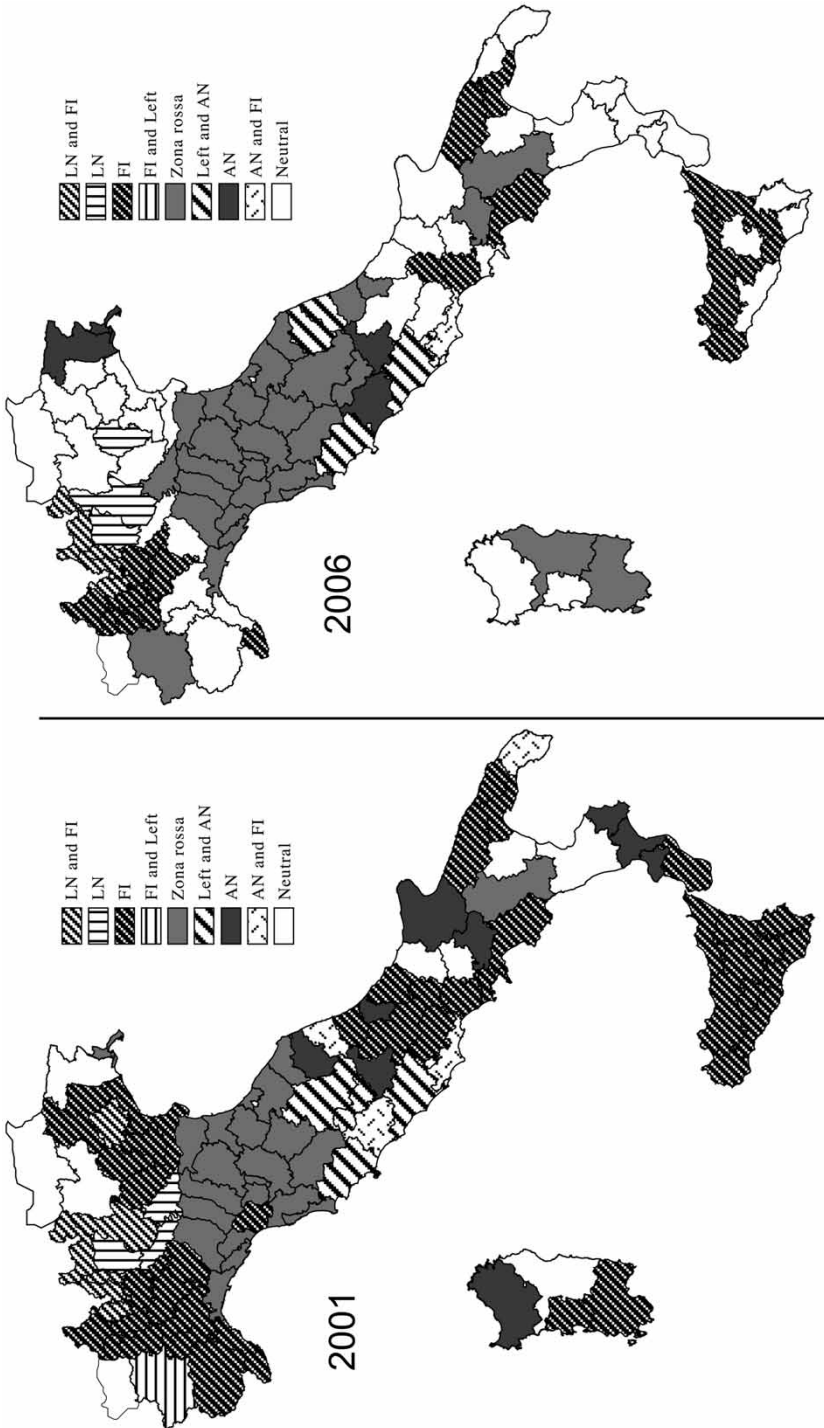 LN and FI
LN
FI
FI and Left
Zona rossa
Left and AN
AN
AN and FI
Neutral
2001
LN and FI
LN
FI
FI and Left
Zona rossa
Left and AN
AN
AN and FI
Neutral
2006